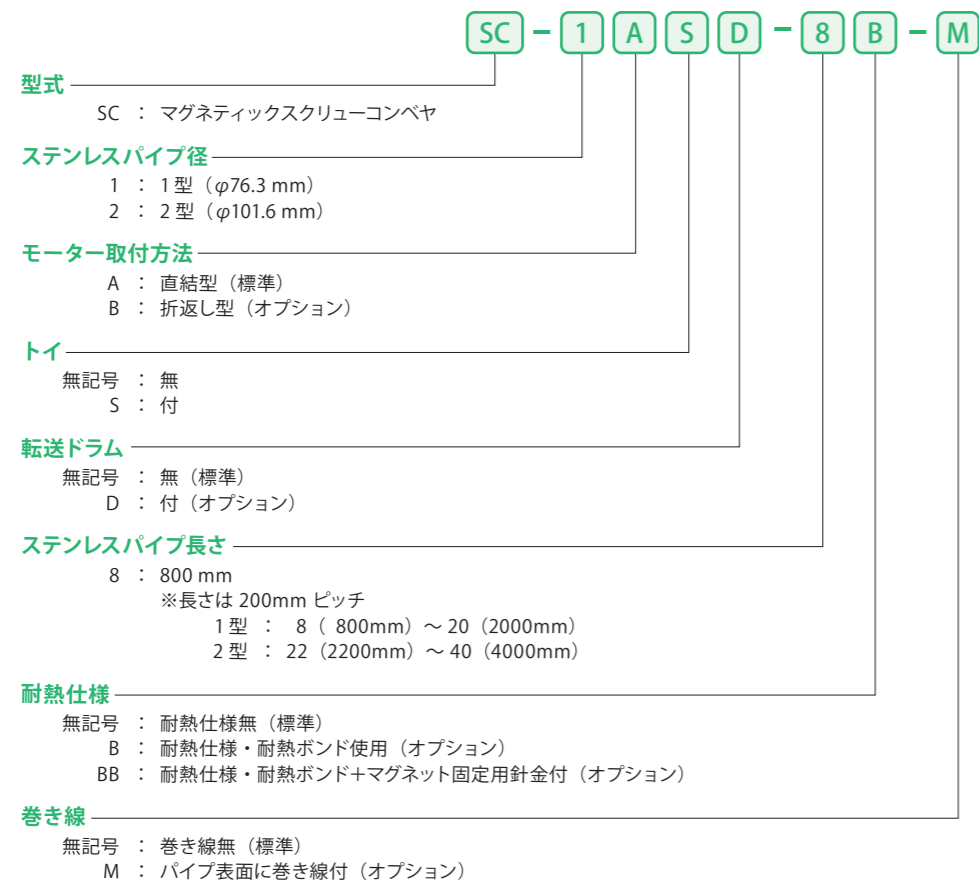 SC - 1 A S D - 8 B - M
型式
SC : マグネティックスクリューコンベヤ
ステンレスパイプ径
1 : 1型(φ76.3 mm)
2 : 2型(φ101.6 mm)
モーター取付方法
A : 直結型(標準)
B : 折返し型(オプション)
トイ
無記号 : 無
S : 付
転送ドラム
無記号 : 無(標準)
D : 付(オプション)
ステンレスパイプ長さ
8 : 800 mm
※長さは 200mm ピッチ
1型 : 8( 800mm)~ 20(2000mm)
2型 : 22(2200mm)~ 40(4000mm)
耐熱仕様
無記号 : 耐熱仕様無(標準)
B : 耐熱仕様・耐熱ボンド使用(オプション)
BB : 耐熱仕様・耐熱ボンド+マグネット固定用針金付(オプション)
巻き線
無記号 : 巻き線無(標準)
M : パイプ表面に巻き線付(オプション)